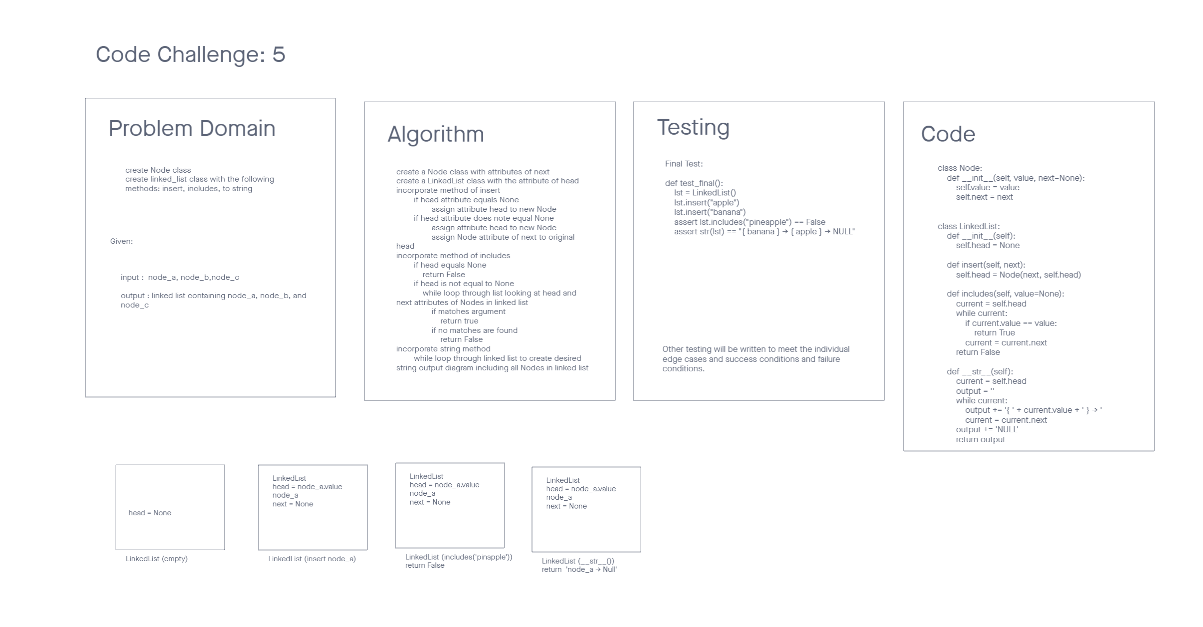 Code Challenge: 5
Problem Domain
create Node class
create linked_list class with the following
methods: insert, includes, to string
Given:
input :  node_a, node_b,node_c
output : linked list containing node_a, node_b, and
node_c
Algorithm
create a Node class with attributes of next
create a LinkedList class with the attribute of head
incorporate method of insert
if head attribute equals None
assign attribute head to new Node
if head attribute does note equal None
assign attribute head to new Node
assign Node attribute of next to original
head
incorporate method of includes
if head equals None
return False
if head is not equal to None
while loop through list looking at head and
next attributes of Nodes in linked list
if matches argument
return true
if no matches are found
return False
incorporate string method
while loop through linked list to create desired
string output diagram including all Nodes in linked list
Testing
Final Test:
def test_final():
lst = LinkedList()
lst.insert("apple")
lst.insert("banana")
assert lst.includes("pineapple") == False
assert str(lst) == "{ banana } -> { apple } -> NULL"
Other testing will be written to meet the individual
edge cases and success conditions and failure
conditions.
Code
class Node:
def __init__(self, value, next=None):
self.value = value
self.next = next
class LinkedList:
def __init__(self):
self.head = None
def insert(self, next):
self.head = Node(next, self.head)
def includes(self, value=None):
current = self.head
while current:
if current.value == value:
return True
current = current.next
return False
def __str__(self):
current = self.head
output = ''
while current:
output += '{ ' + current.value + ' } -> '
current = current.next
output += 'NULL'
return output
head = None
LinkedList (empty)
LinkedList
head = node_a.value
node_a
next = None
LinkedList (insert node_a)
LinkedList
head = node_a.value
node_a
next = None
LinkedList (includes('pinapple'))
return False
LinkedList
head = node_a.value
node_a
next = None
LinkedList (__str__())
return  'node_a -> Null'